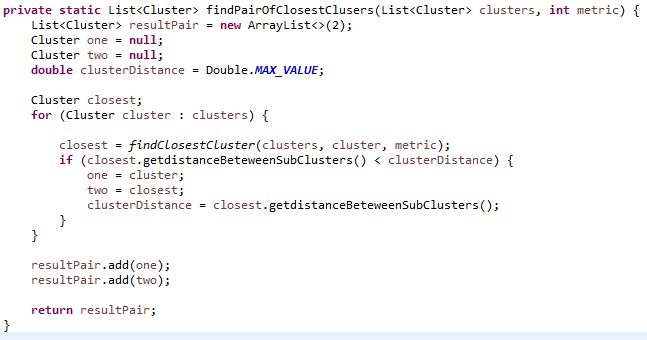 private static List<Cluster> findPairOfClosestClusers(List<Cluster> clusters, int metric) {
List<Cluster> resultPair = new ArrayList<>(2);
Cluster one = null;
Cluster two = null;
double clusterDistance = Double.MAX_VALUE;
Cluster closest;
for (Cluster cluster : clusters) {
closest = findClosestCluster(clusters, cluster, metric);
if (closest.getdistanceBeteweenSubClusters() < clusterDistance) {
one = cluster;
two = closest;
clusterDistance = closest.getdistanceBeteweenSubClusters();
}
}
resultPair.add(one);
resultPair.add(two);
return resultPair;
}